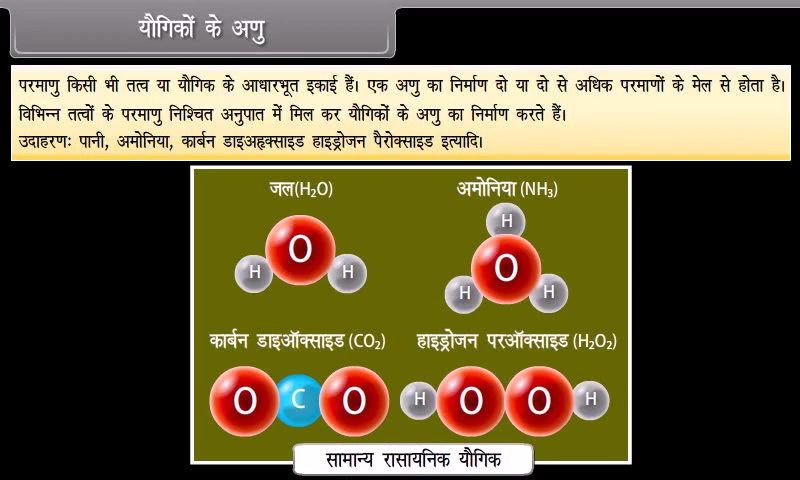 यौगिकों के अणु
परमाणु किसी भी तत्व या यौगिक के आधारभूत इकाई हैं। एक अणु का निर्माण दो या दो से अधिक परमाणों के मेल से होता है।
विभिन्न तत्वों के परमाणु निश्चित अनुपात में मिल कर यौगिकों के अणु का निर्माण करते हैं।
उदाहरणः पानी, अमोनिया, कार्बन डाइअहृक्साइड हाइड्रोजन पैरोक्साइड इत्यादि।
जल(H₂O) अमोनिया (NH₃)
H
O
H H
O
H H
कार्बन डाइऑक्साइड (CO₂) हाइड्रोजन परऑक्साइड (H₂O₂)
O C O H O O H
सामान्य रासायनिक यौगिक